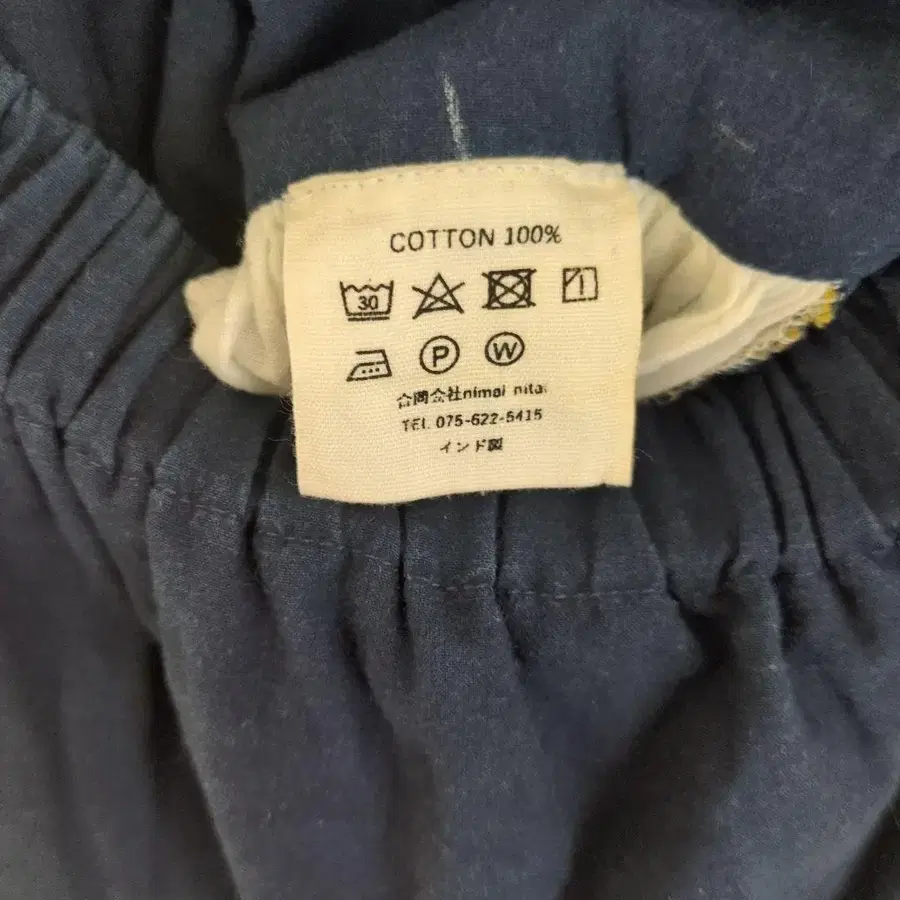 COTTON 100%
30
P W
合同会社nimai nitai
TEL 075-622-5415
インド製